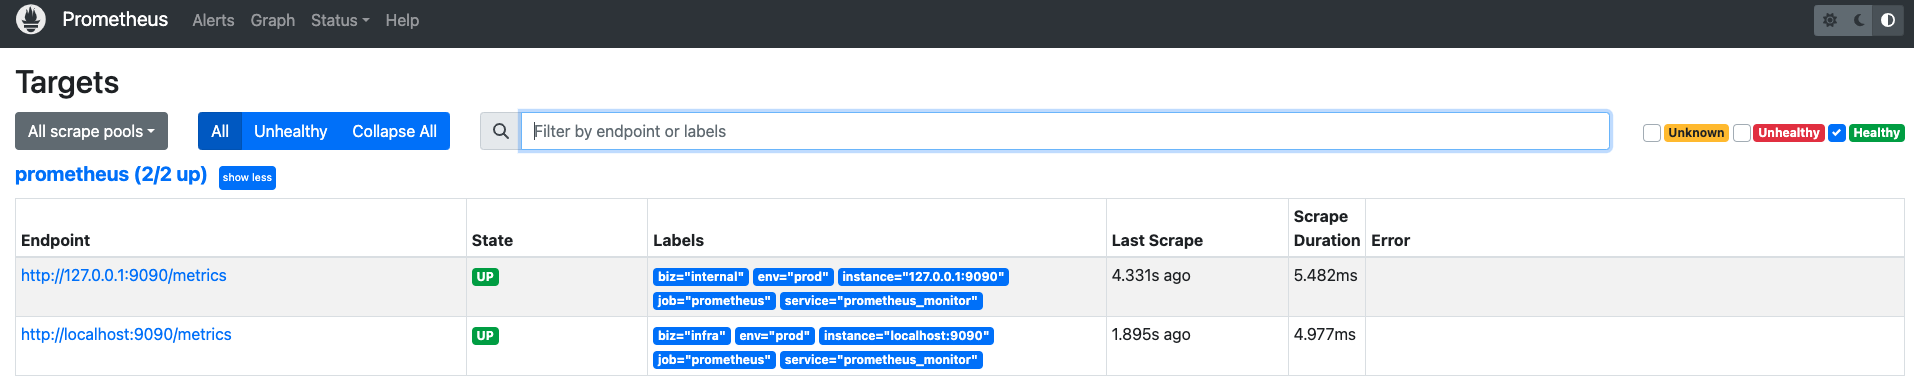 Prometheus Alerts Graph Status Help
Targets
All scrape pools All Unhealthy Collapse All Filter by endpoint or labels Unknown Unhealthy Healthy
prometheus (2/2 up) show less
Endpoint State Labels Last Scrape Scrape Duration Error
http://127.0.0.1:9090/metrics UP biz="internal" env="prod" instance="127.0.0.1:9090" 4.331s ago 5.482ms
job="prometheus" service="prometheus_monitor"
http://localhost:9090/metrics UP biz="infra" env="prod" instance="localhost:9090" 1.895s ago 4.977ms
job="prometheus" service="prometheus_monitor"